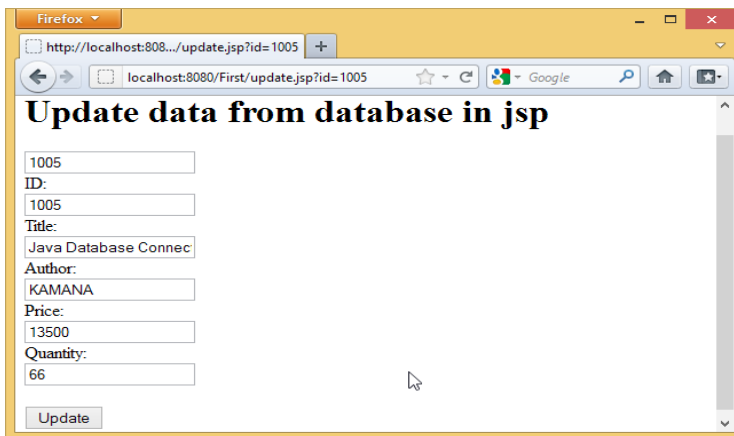 Firefox
http://localhost:808.../update.jsp?id=1005
localhost:8080/First/update.jsp?id=1005
Google
Update data from database in jsp
1005
ID:
1005
Title:
Java Database Connec
Author:
KAMANA
Price:
13500
Quantity:
66
Update